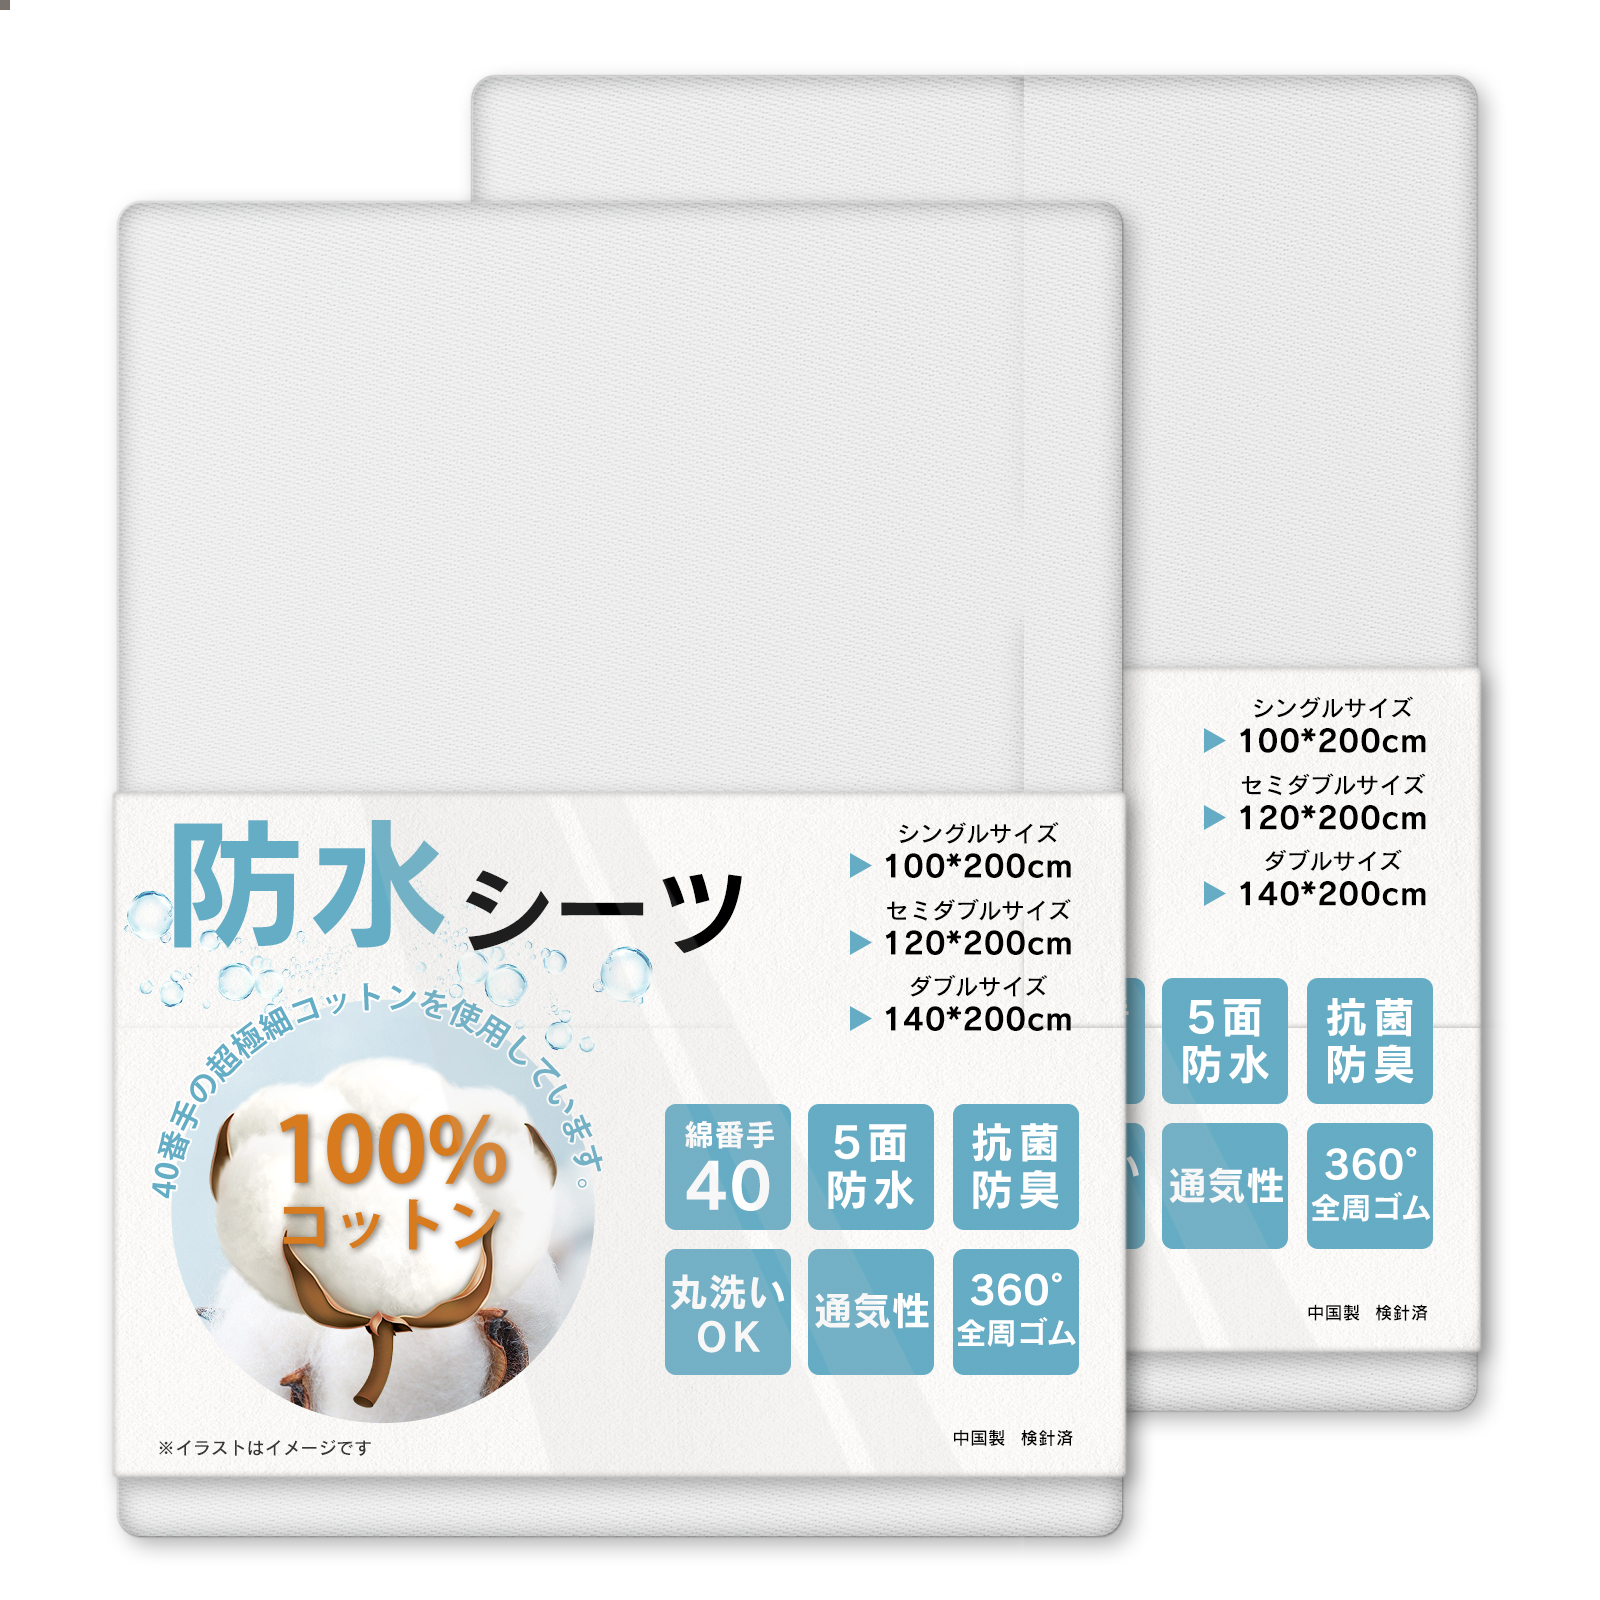 防水シーツ
40番手の超極細コットンを使用しています。
100%
コットン
※イラストはイメージです
シングルサイズ
100*200cm
セミダブルサイズ
120*200cm
ダブルサイズ
140*200cm
綿番手
40
5面
防水
抗菌
防臭
丸洗い
OK
通気性
360°
全周ゴム
中国製 検針済
シングルサイズ
100*200cm
セミダブルサイズ
120*200cm
ダブルサイズ
140*200cm
5面
防水
抗菌
防臭
い
通気性
360°
全周ゴム
中国製 検針済